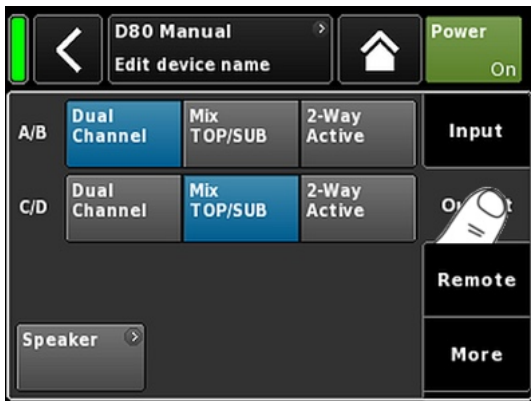 D80 Manual
Edit device name
Power
On
A/B
Dual
Channel
Mix
TOP/SUB
2-Way
Active
Input
C/D
Dual
Channel
Mix
TOP/SUB
2-Way
Active
Remote
Speaker
More